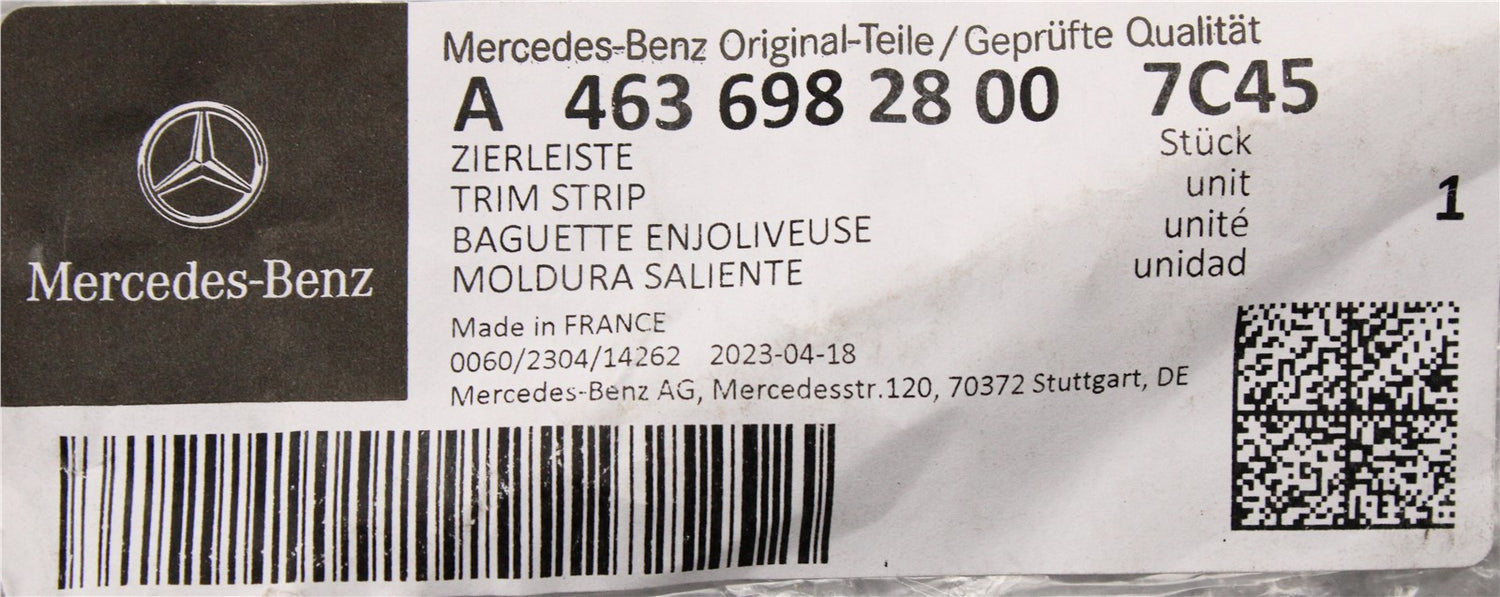 Mercedes-Benz
Mercedes-Benz Original-Teile/Geprüfte Qualität
A 463 698 28 00 7C45
ZIERLEISTE
TRIM STRIP
BAGUETTE ENJOLIVEUSE
MOLDURA SALIENTE
Stück
unit
unité
unidad
1
Made in FRANCE
0060/2304/14262 2023-04-18
Mercedes-Benz AG, Mercedesstr.120, 70372 Stuttgart, DE